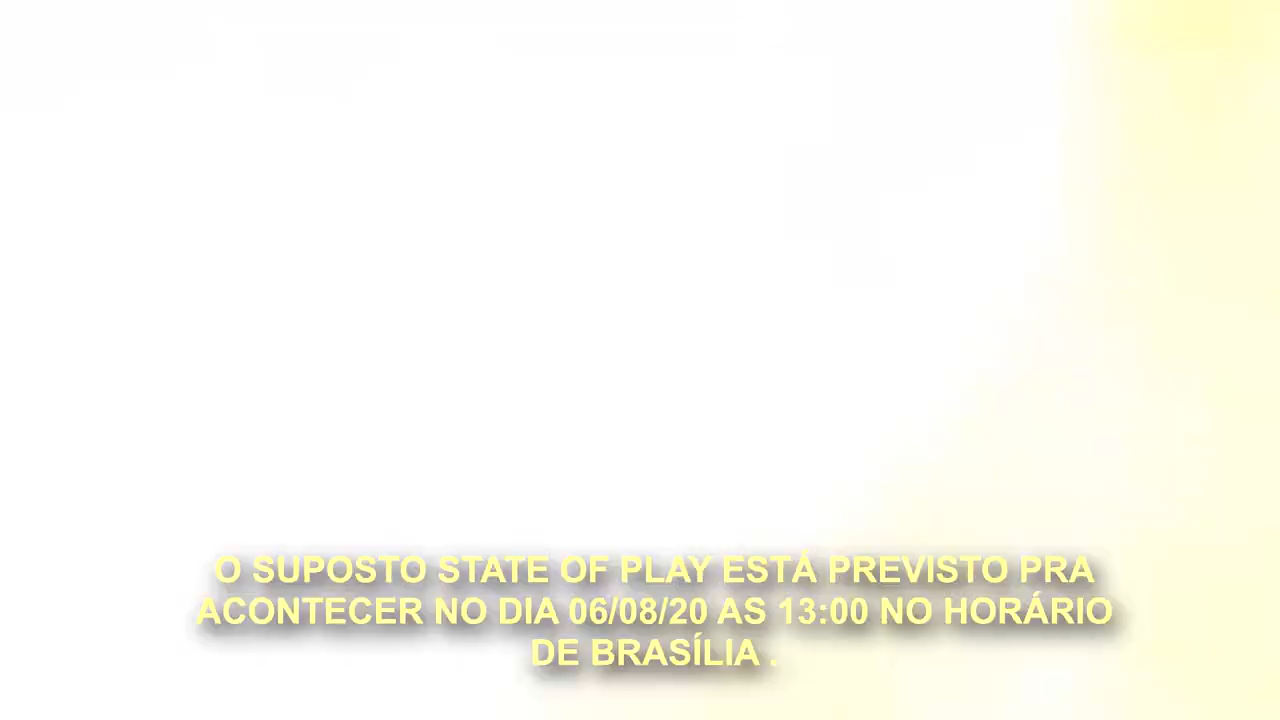 O SUPOSTO STATE OF PLAY ESTÁ PREVISTO PRA
ACONTECER NO DIA 06/08/20 AS 13:00 NO HORÁRIO
DE BRASÍLIA .